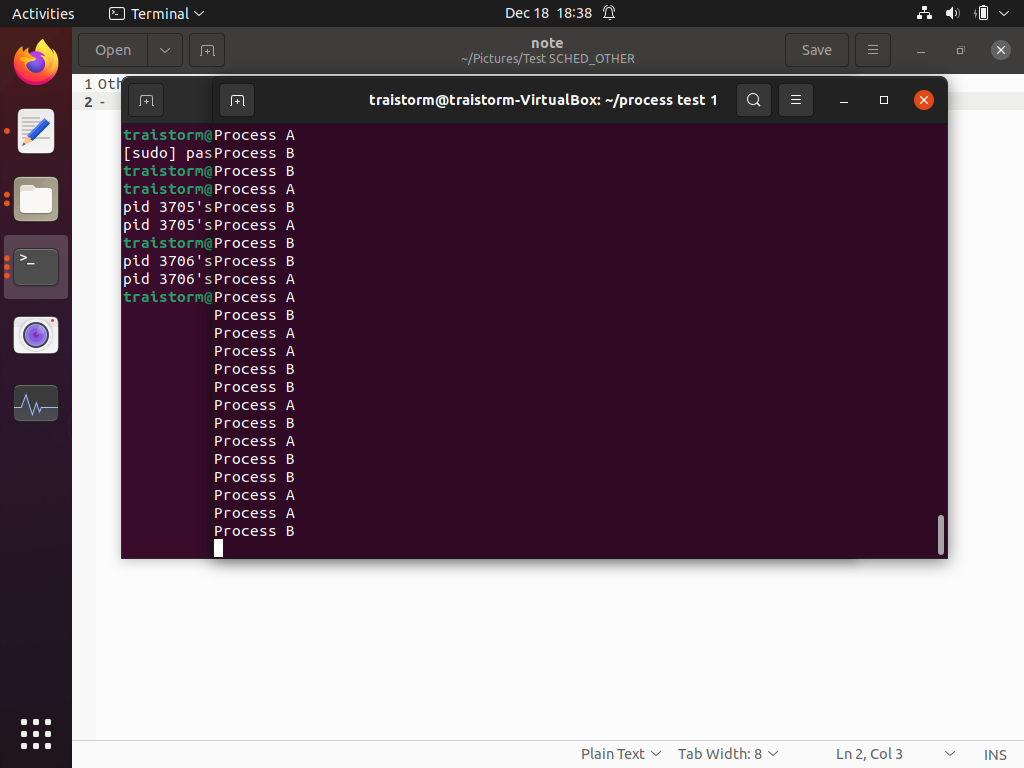 Activities
Terminal
Dec 18 18:38
Open
note
~/Pictures/Test SCHED_OTHER
Save
1 Oth
2 -
traistorm@traistorm-VirtualBox: ~/process test 1
traistorm@
[sudo] pas
traistorm@
traistorm@
pid 3705's
pid 3705's
traistorm@
pid 3706's
pid 3706's
traistorm@
Process A
Process B
Process B
Process A
Process B
Process A
Process B
Process B
Process A
Process A
Process B
Process A
Process A
Process B
Process B
Process A
Process B
Process A
Process B
Process B
Process A
Process A
Process B
Plain Text
Tab Width: 8
Ln 2, Col 3
INS